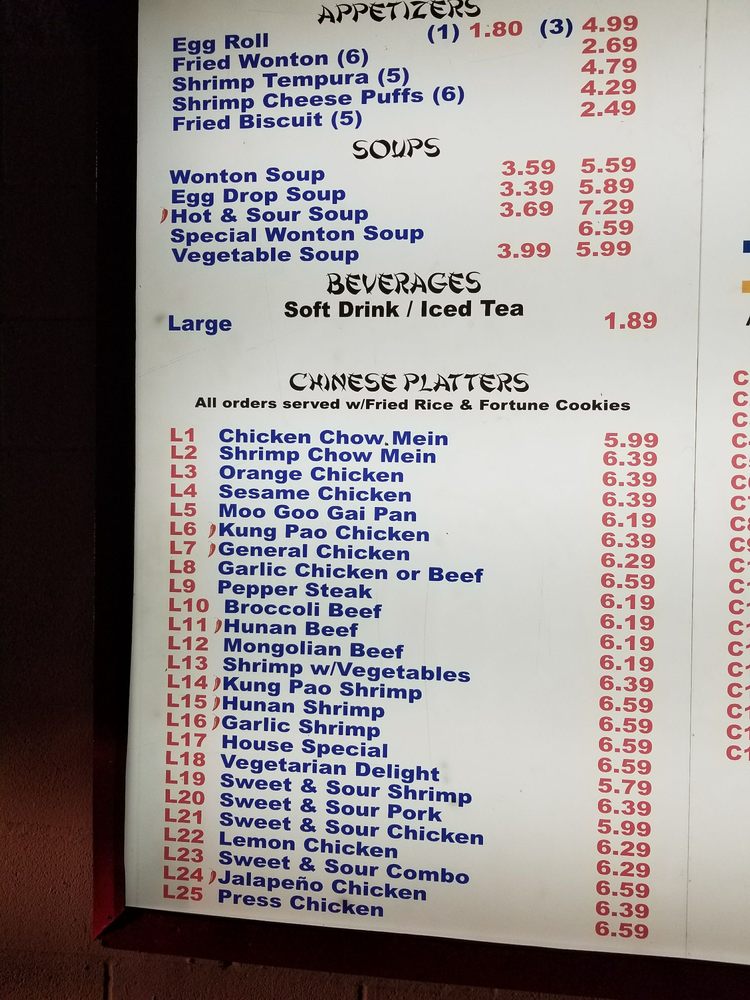 APPETIZERS
Egg Roll (1) 1.80 (3) 4.99
Fried Wonton (6) 2.69
Shrimp Tempura (5) 4.79
Shrimp Cheese Puffs (6) 4.29
Fried Biscuit (5) 2.49
SOUPS
Wonton Soup 3.59 5.59
Egg Drop Soup 3.39 5.89
Hot & Sour Soup 3.69 7.29
Special Wonton Soup 6.59
Vegetable Soup 3.99 5.99
BEVERAGES
Soft Drink / Iced Tea
Large 1.89
CHINESE PLATTERS
All orders served w/Fried Rice & Fortune Cookies
L1 Chicken Chow Mein 5.99
L2 Shrimp Chow Mein 6.39
L3 Orange Chicken 6.39
L4 Sesame Chicken 6.39
L5 Moo Goo Gai Pan 6.19
L6 Kung Pao Chicken 6.39
L7 General Chicken 6.29
L8 Garlic Chicken or Beef 6.59
L9 Pepper Steak 6.19
L10 Broccoli Beef 6.19
L11 Hunan Beef 6.19
L12 Mongolian Beef 6.19
L13 Shrimp w/Vegetables 6.39
L14 Kung Pao Shrimp 6.59
L15 Hunan Shrimp 6.59
L16 Garlic Shrimp 6.59
L17 House Special 6.59
L18 Vegetarian Delight 5.79
L19 Sweet & Sour Shrimp 6.39
L20 Sweet & Sour Pork 5.99
L21 Sweet & Sour Chicken 6.29
L22 Lemon Chicken 6.29
L23 Sweet & Sour Combo 6.59
L24 Jalapeño Chicken 6.39
L25 Press Chicken 6.59